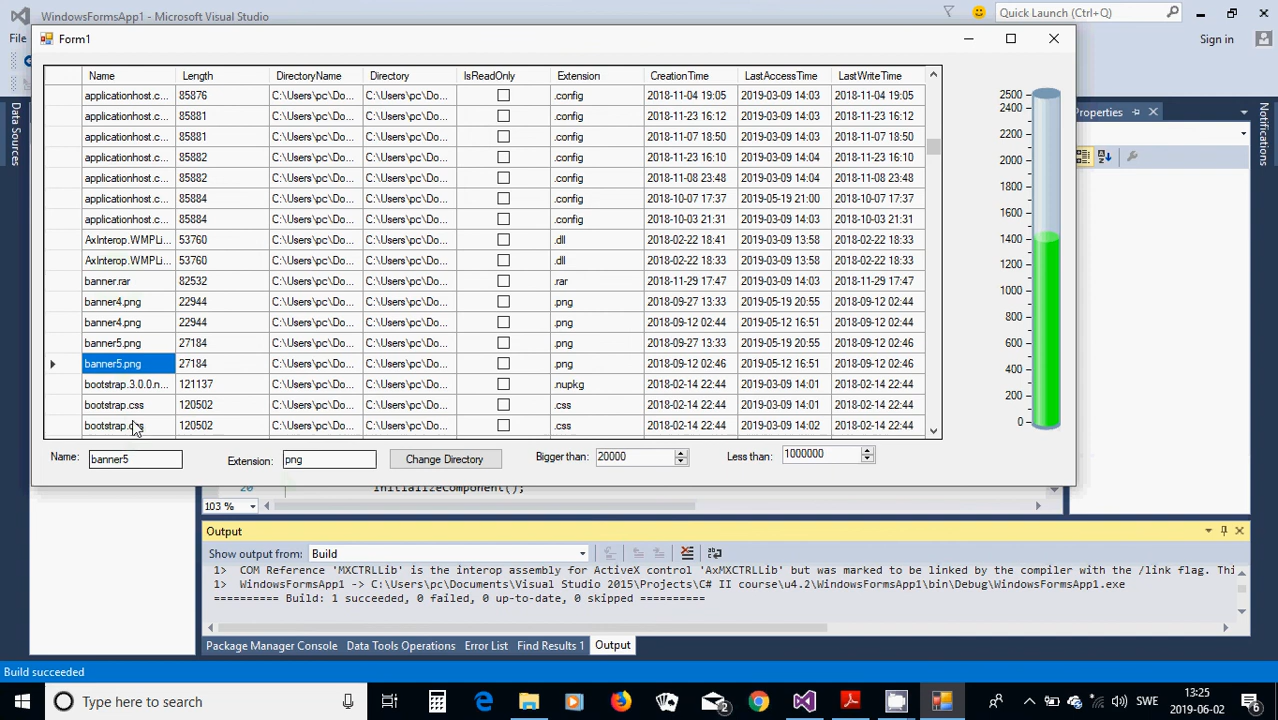 WindowsFormsApp1 - Microsoft Visual Studio
Quick Launch (Ctrl+Q)
File
Sign in
Form1
Name Length DirectoryName Directory IsReadOnly Extension CreationTime LastAccessTime LastWriteTime
applicationhost.c... 85876 C:\Users\pc\Do... C:\Users\pc\Do... .config 2018-11-04 19:05 2019-03-09 14:03 2018-11-04 19:05
applicationhost.c... 85881 C:\Users\pc\Do... C:\Users\pc\Do... .config 2018-11-23 16:12 2019-03-09 14:03 2018-11-23 16:12
applicationhost.c... 85881 C:\Users\pc\Do... C:\Users\pc\Do... .config 2018-11-07 18:50 2019-03-09 14:03 2018-11-07 18:50
applicationhost.c... 85882 C:\Users\pc\Do... C:\Users\pc\Do... .config 2018-11-23 16:10 2019-03-09 14:04 2018-11-23 16:10
applicationhost.c... 85882 C:\Users\pc\Do... C:\Users\pc\Do... .config 2018-11-08 23:48 2019-03-09 14:03 2018-11-08 23:48
applicationhost.c... 85884 C:\Users\pc\Do... C:\Users\pc\Do... .config 2018-10-07 17:37 2019-05-19 21:00 2018-10-07 17:37
applicationhost.c... 85884 C:\Users\pc\Do... C:\Users\pc\Do... .config 2018-10-03 21:31 2019-03-09 14:03 2018-10-03 21:31
AxInterop.WMPLi... 53760 C:\Users\pc\Do... C:\Users\pc\Do... .dll 2018-02-22 18:41 2019-03-09 13:58 2018-02-22 18:33
AxInterop.WMPLi... 53760 C:\Users\pc\Do... C:\Users\pc\Do... .dll 2018-02-22 18:33 2019-03-09 13:58 2018-02-22 18:33
banner.rar 82532 C:\Users\pc\Do... C:\Users\pc\Do... .rar 2018-11-29 17:47 2019-03-09 14:03 2018-11-29 17:47
banner4.png 22944 C:\Users\pc\Do... C:\Users\pc\Do... .png 2018-09-27 13:33 2019-05-19 20:55 2018-09-12 02:44
banner4.png 22944 C:\Users\pc\Do... C:\Users\pc\Do... .png 2018-09-12 02:44 2019-05-12 16:51 2018-09-12 02:44
banner5.png 27184 C:\Users\pc\Do... C:\Users\pc\Do... .png 2018-09-27 13:33 2019-05-19 20:55 2018-09-12 02:46
banner5.png 27184 C:\Users\pc\Do... C:\Users\pc\Do... .png 2018-09-12 02:46 2019-05-12 16:51 2018-09-12 02:46
bootstrap.3.0.0.n... 121137 C:\Users\pc\Do... C:\Users\pc\Do... .nupkg 2018-02-14 22:44 2019-03-09 14:01 2018-02-14 22:44
bootstrap.css 120502 C:\Users\pc\Do... C:\Users\pc\Do... .css 2018-02-14 22:44 2019-03-09 14:01 2018-02-14 22:44
bootstrap.css 120502 C:\Users\pc\Do... C:\Users\pc\Do... .css 2018-02-14 22:44 2019-03-09 14:01 2018-02-14 22:44
2500
2400
2200
2000
1800
1600
1400
1200
1000
800
600
400
200
0
Name: banner5 Extension: png Change Directory Bigger than: 20000 Less than: 1000000
Data Sources
Properties
Notifications
20 InitializeComponent();
103 %
Output
Show output from: Build
1> COM Reference 'MXCTRLLib' is the interop assembly for ActiveX control 'AxMXCTRLLib' but was marked to be linked by the compiler with the /link flag. Thi
1> WindowsFormsApp1 -> C:\Users\pc\Documents\Visual Studio 2015\Projects\C# II course\u4.2\WindowsFormsApp1\bin\Debug\WindowsFormsApp1.exe
========== Build: 1 succeeded, 0 failed, 0 up-to-date, 0 skipped ==========
Package Manager Console Data Tools Operations Error List Find Results 1 Output
Build succeeded
Type here to search
2
SWE
13:25
2019-06-02
6